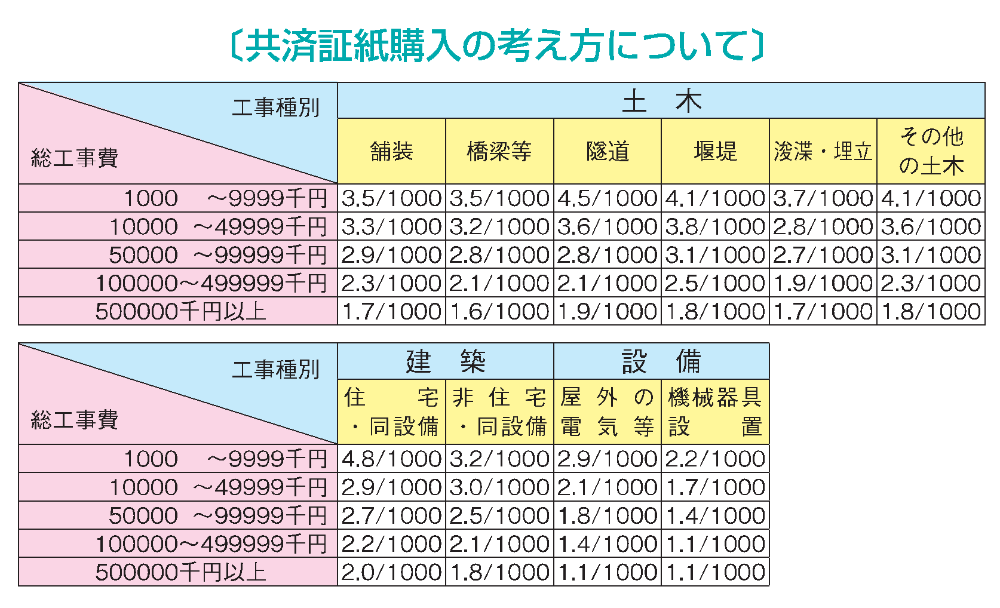 〔共済証紙購入の考え方について〕
工事種別
総工事費
土　木
舗装 橋梁等 隧道 堰堤 浚渫・埋立 その他
の土木
1000　～9999千円 3.5/1000 3.5/1000 4.5/1000 4.1/1000 3.7/1000 4.1/1000
10000　～49999千円 3.3/1000 3.2/1000 3.6/1000 3.8/1000 2.8/1000 3.6/1000
50000　～99999千円 2.9/1000 2.8/1000 2.8/1000 3.1/1000 2.7/1000 3.1/1000
100000～499999千円 2.3/1000 2.1/1000 2.1/1000 2.5/1000 1.9/1000 2.3/1000
500000千円以上 1.7/1000 1.6/1000 1.9/1000 1.8/1000 1.7/1000 1.8/1000
工事種別
総工事費
建　築 設　備
住宅 非住宅 屋外の 機械器具
・同設備 ・同設備 電気等 設置
1000　～9999千円 4.8/1000 3.2/1000 2.9/1000 2.2/1000
10000　～49999千円 2.9/1000 3.0/1000 2.1/1000 1.7/1000
50000　～99999千円 2.7/1000 2.5/1000 1.8/1000 1.4/1000
100000～499999千円 2.2/1000 2.1/1000 1.4/1000 1.1/1000
500000千円以上 2.0/1000 1.8/1000 1.1/1000 1.1/1000